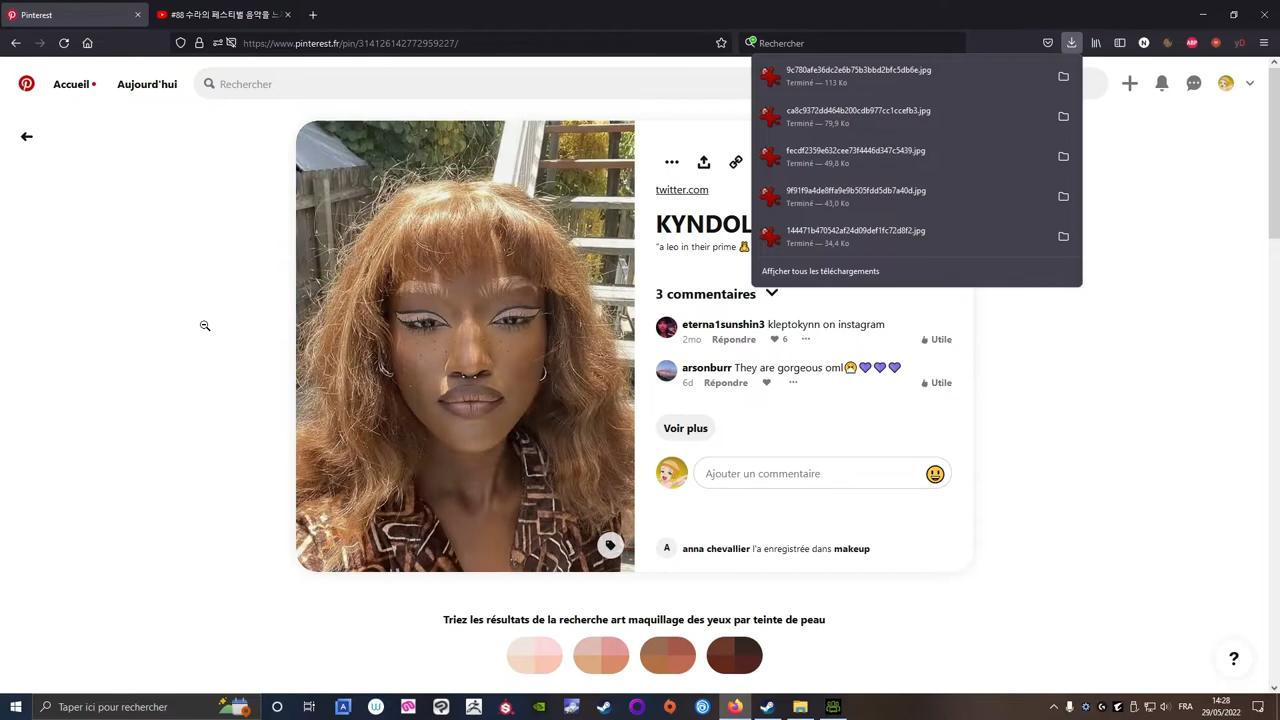 Pinterest
#88 수라의 페스티벌 음악을 느
https://www.pinterest.fr/pin/314126142772959227/
Rechercher
Accueil
Aujourd'hui
Rechercher
9c780afe36dc2e6b75b3bbd2bfc5db6e.jpg
Terminé — 113 Ko
ca8c9372dd464b200cdb977cc1ccefb3.jpg
Terminé — 79,9 Ko
fecdf2359e632cee73f4446d347c5439.jpg
Terminé — 49,8 Ko
9f91f9a4de8ffa9e9b505fdd5db7a40d.jpg
Terminé — 43,0 Ko
144471b470542af24d09def1fc72d8f2.jpg
Terminé — 34,4 Ko
Afficher tous les téléchargements
twitter.com
KYNDOL
"a leo in their prime
3 commentaires
eterna1sunshin3 kleptokynn on instagram
2mo Répondre 6 Utile
arsonburr They are gorgeous oml😷💜💜💜
6d Répondre Utile
Voir plus
Ajouter un commentaire
A anna chevallier l'a enregistrée dans makeup
Triez les résultats de la recherche art maquillage des yeux par teinte de peau
?
Taper ici pour rechercher
FRA
14:28
29/05/2022